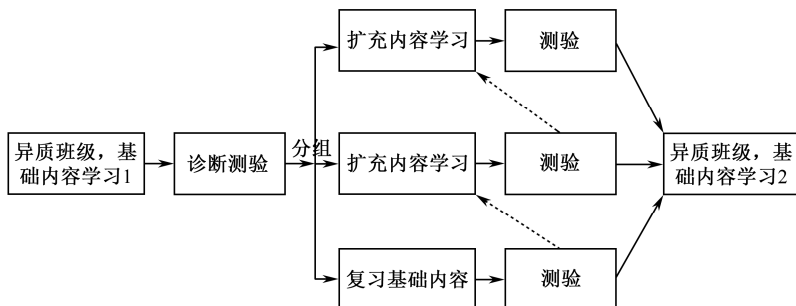 扩充内容学习
测验
异质班级，基
础内容学习1
诊断测验
分组
扩充内容学习
测验
异质班级，基
础内容学习2
复习基础内容
测验